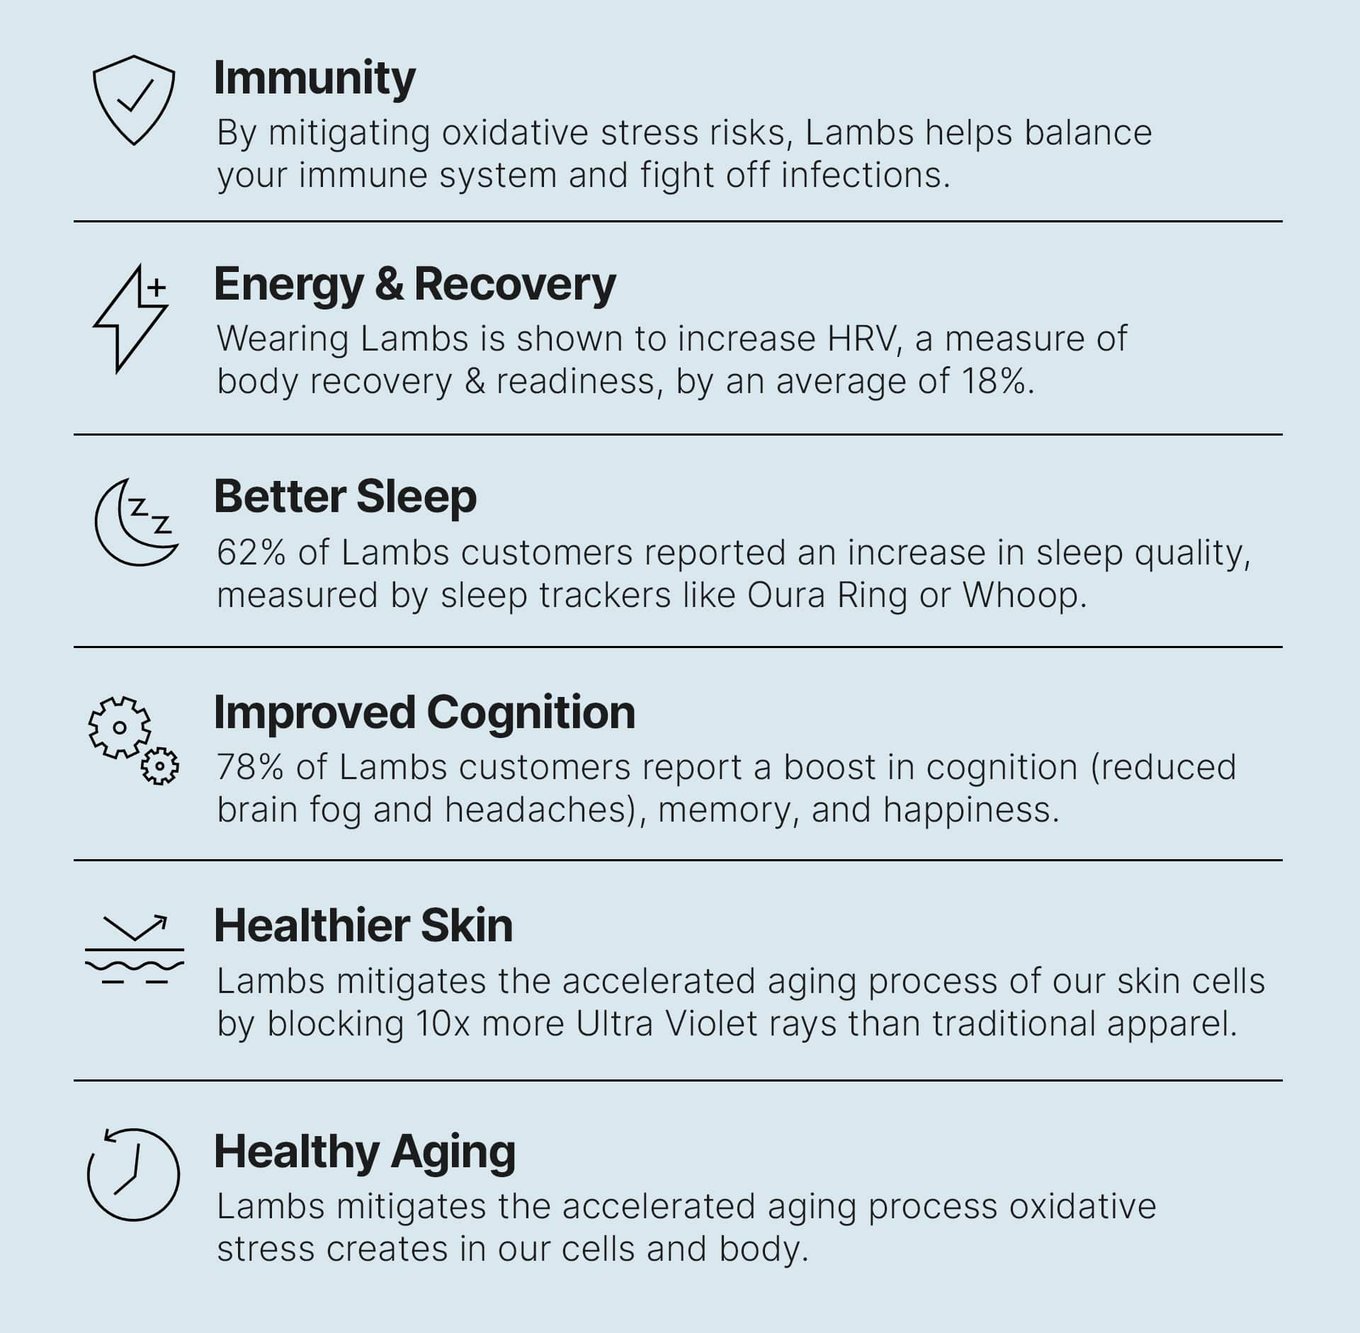 Immunity
By mitigating oxidative stress risks, Lambs helps balance
your immune system and fight off infections.
Energy & Recovery
Wearing Lambs is shown to increase HRV, a measure of
body recovery & readiness, by an average of 18%.
Better Sleep
62% of Lambs customers reported an increase in sleep quality,
measured by sleep trackers like Oura Ring or Whoop.
Improved Cognition
78% of Lambs customers report a boost in cognition (reduced
brain fog and headaches), memory, and happiness.
Healthier Skin
Lambs mitigates the accelerated aging process of our skin cells
by blocking 10x more Ultra Violet rays than traditional apparel.
Healthy Aging
Lambs mitigates the accelerated aging process oxidative
stress creates in our cells and body.